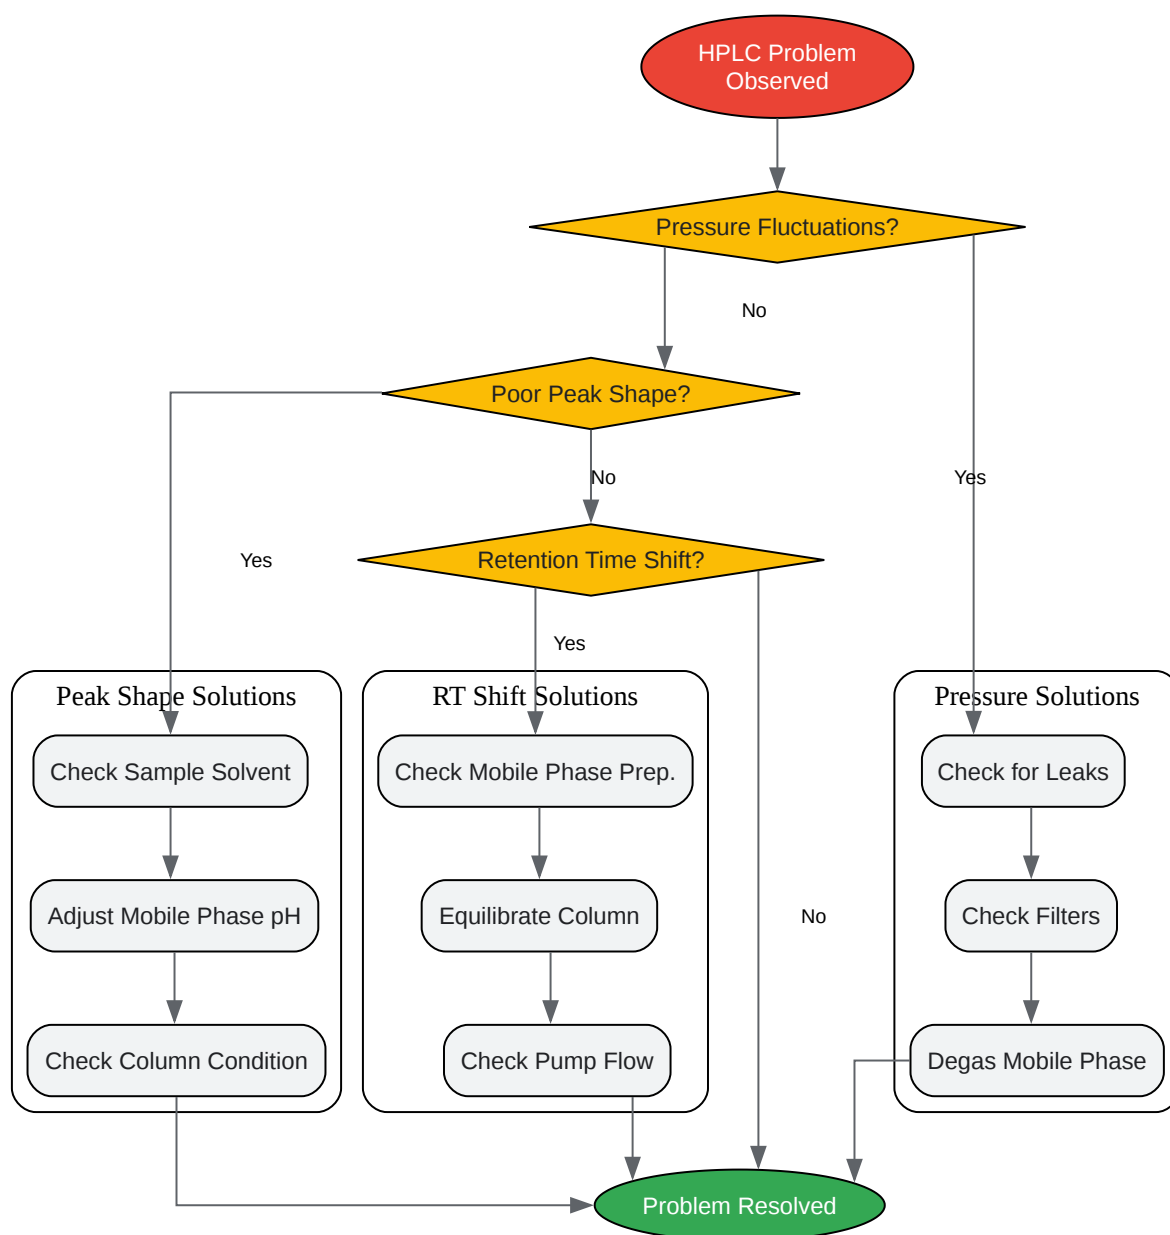 HPLC Problem
Observed
Pressure Fluctuations?
No
Poor Peak Shape?
No
Yes
Yes
Retention Time Shift?
Yes
Peak Shape Solutions
RT Shift Solutions
Pressure Solutions
Check Sample Solvent
Check Mobile Phase Prep.
Check for Leaks
Adjust Mobile Phase pH
Equilibrate Column
No
Check Filters
Check Column Condition
Check Pump Flow
Degas Mobile Phase
Problem Resolved